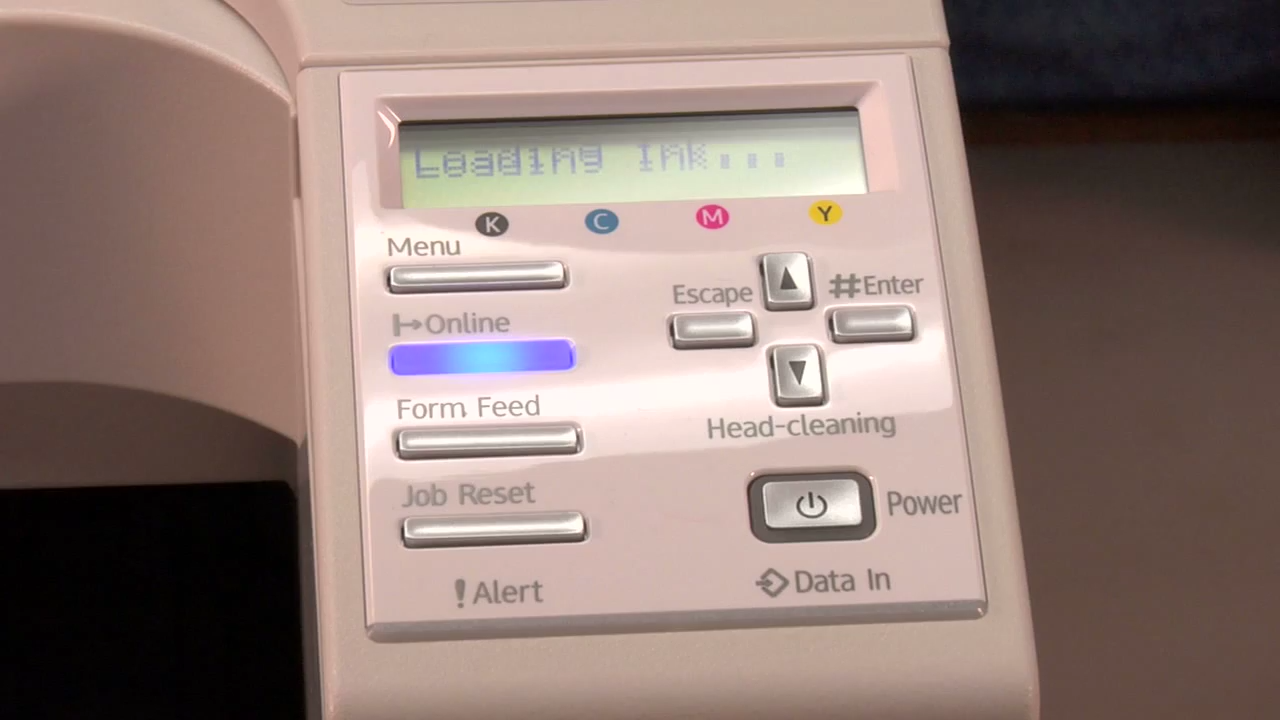 Loading Ink...
K C M Y
Menu
Online
Form Feed
Job Reset
!Alert
Escape
#Enter
Head-cleaning
Power
Data In